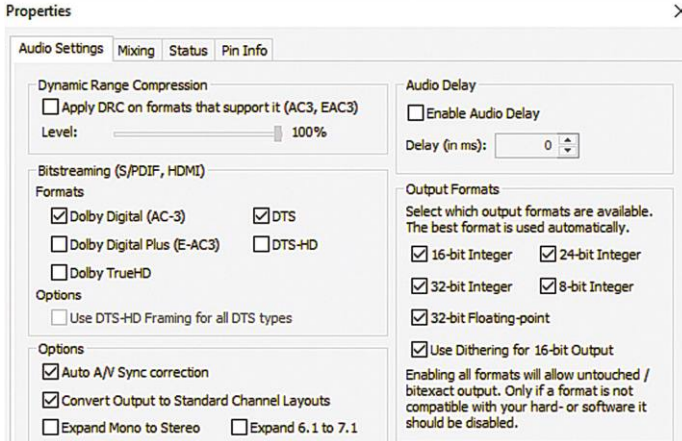 Properties
Audio Settings Mixing Status Pin Info
Dynamic Range Compression
Apply DRC on formats that support it (AC3, EAC3)
Level: 100%
Bitstreaming (S/PDIF, HDMI)
Formats
Dolby Digital (AC-3) DTS
Dolby Digital Plus (E-AC3) DTS-HD
Dolby TrueHD
Options
Use DTS-HD Framing for all DTS types
Options
Auto A/V Sync correction
Convert Output to Standard Channel Layouts
Expand Mono to Stereo Expand 6.1 to 7.1
Audio Delay
Enable Audio Delay
Delay (in ms): 0
Output Formats
Select which output formats are available.
The best format is used automatically.
16-bit Integer 24-bit Integer
32-bit Integer 8-bit Integer
32-bit Floating-point
Use Dithering for 16-bit Output
Enabling all formats will allow untouched /
bitexact output. Only if a format is not
compatible with your hard- or software it
should be disabled.